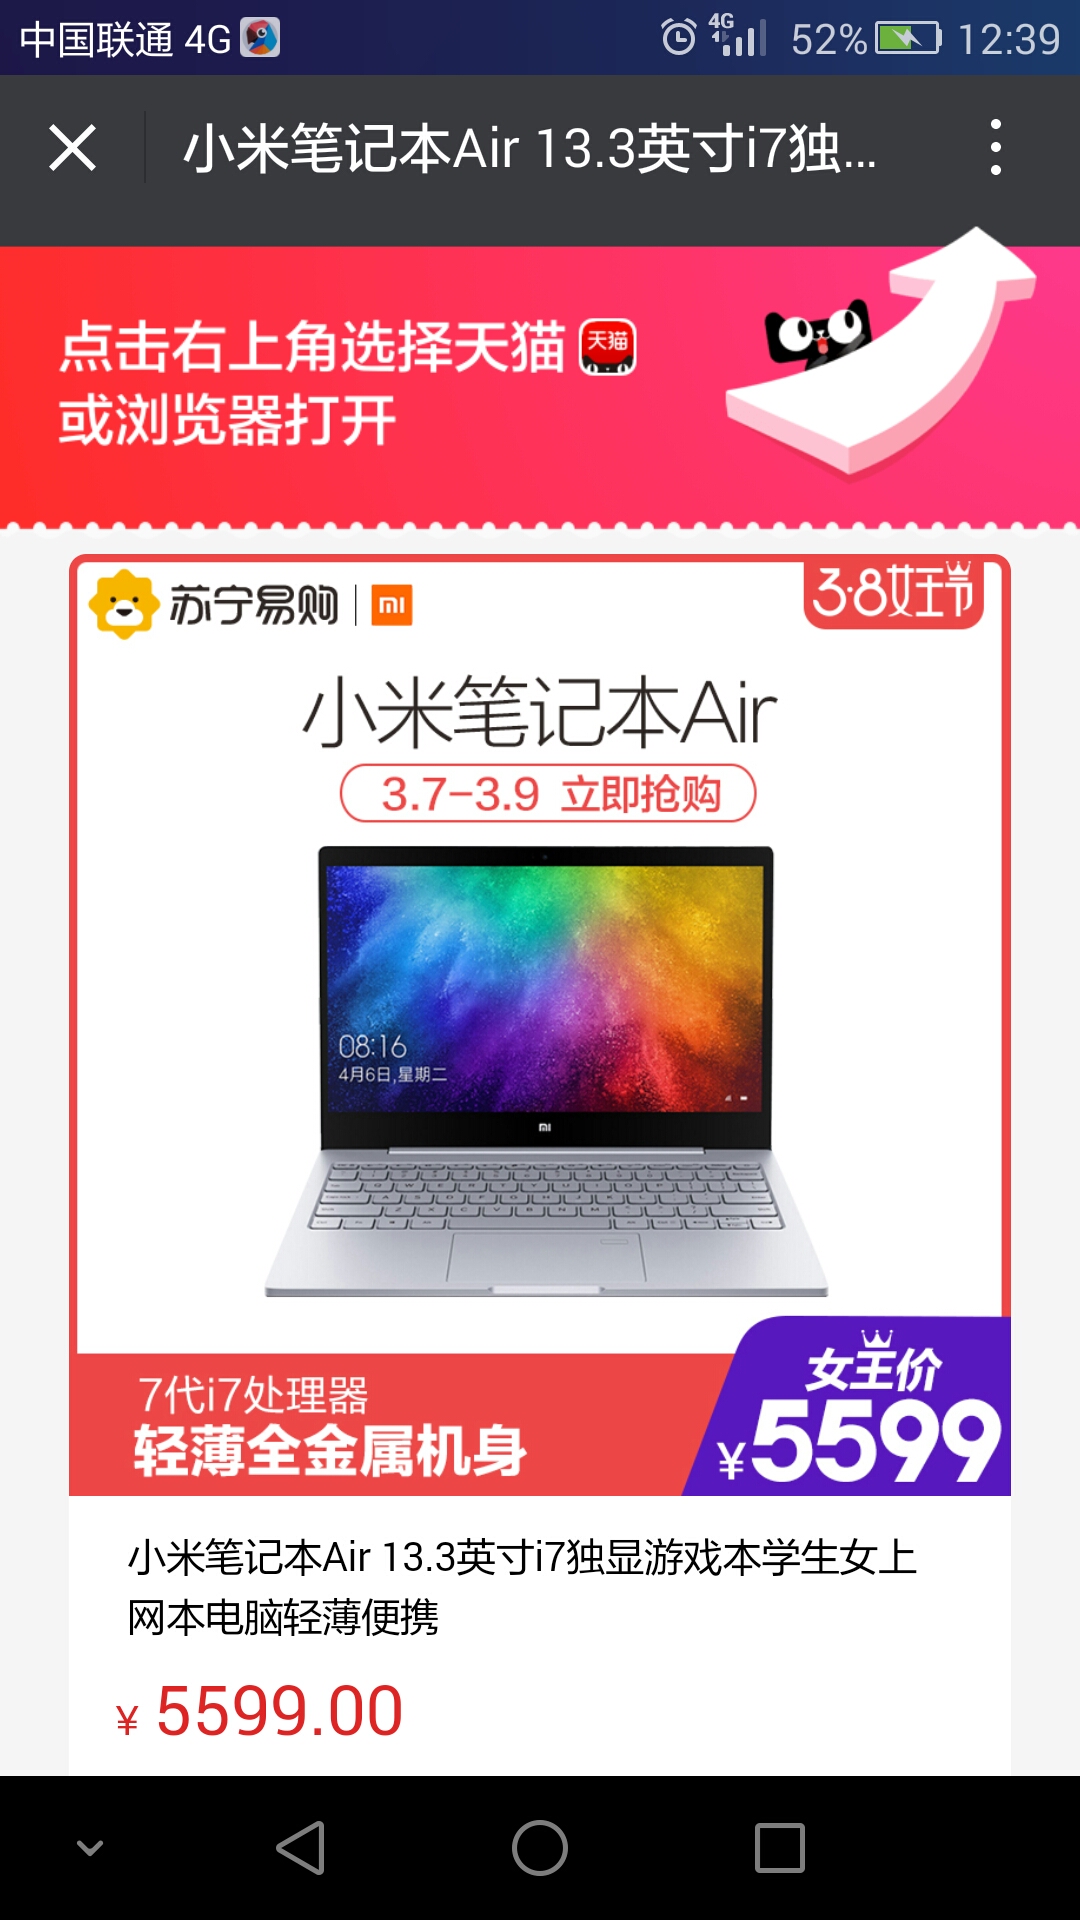 中国联通 4G 4G 52% 12:39
小米笔记本Air 13.3英寸i7独...
点击右上角选择天猫 天猫
或浏览器打开
苏宁易购 mi 3·8女王节
小米笔记本Air
3.7-3.9 立即抢购
08:16
4月6日,星期二
mi
7代i7处理器
轻薄全金属机身
女王价
¥5599
小米笔记本Air 13.3英寸i7独显游戏本学生女上
网本电脑轻薄便携
¥ 5599.00